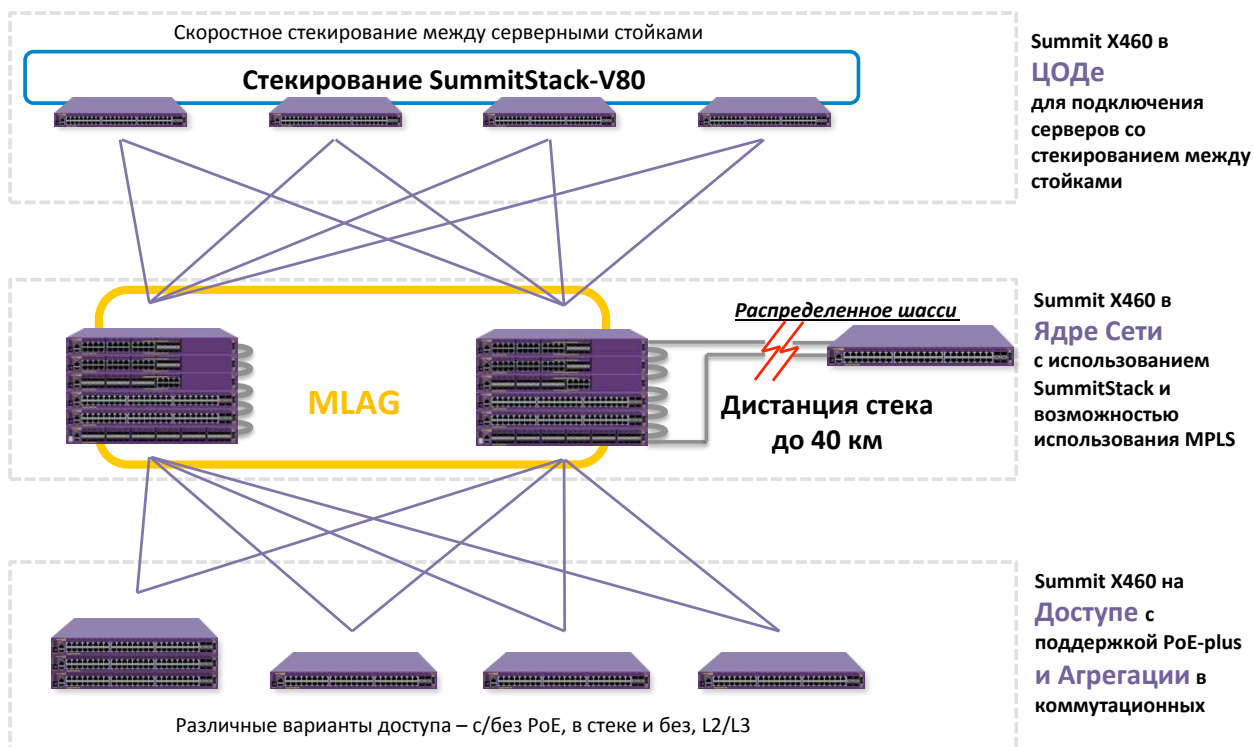 Скоростное стекирование между серверными стойками
Стекирование SummitStack-V80
Summit X460 в
ЦОДе
для подключения
серверов со
стекированием между
стойками
MLAG
Распределенное шасси
Дистанция стека
до 40 км
Summit X460 в
Ядре Сети
с использованием
SummitStack и
возможностью
использования MPLS
Различные варианты доступа – с/без PoE, в стеке и без, L2/L3
Summit X460 на
Доступе с
поддержкой PoE-plus
и Агрегации в
коммутационных